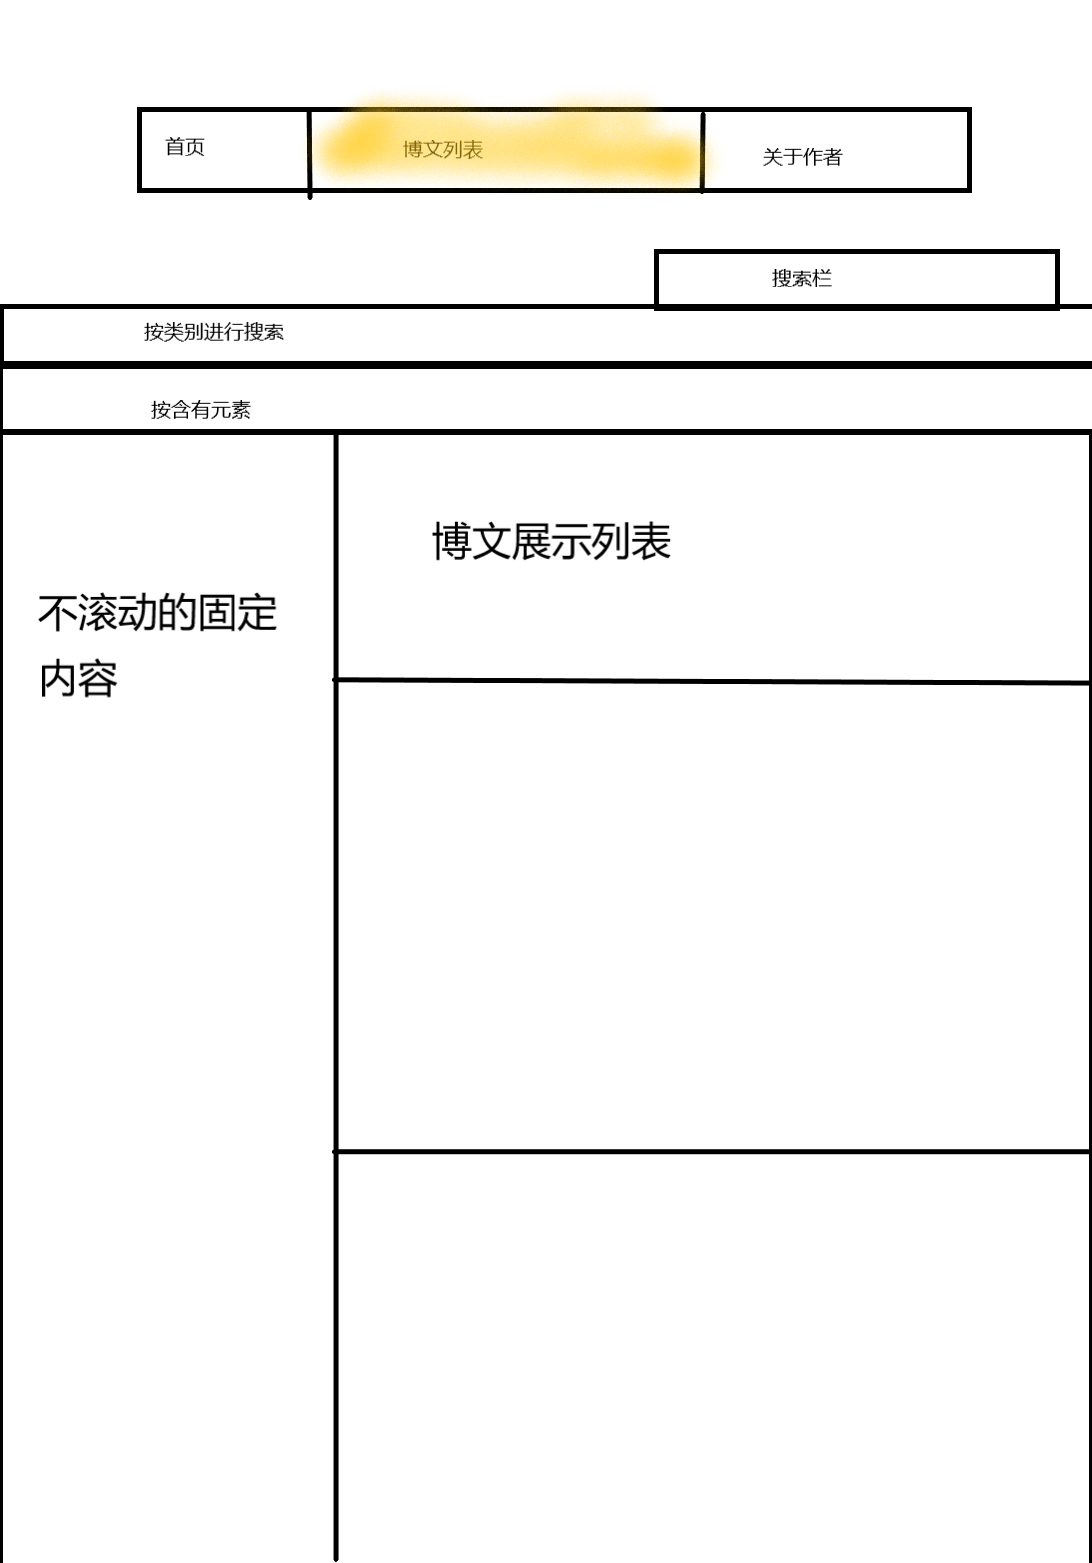 首页
博文列表
关于作者
搜索栏
按类别进行搜索
按含有元素
博文展示列表
不滚动的固定
内容